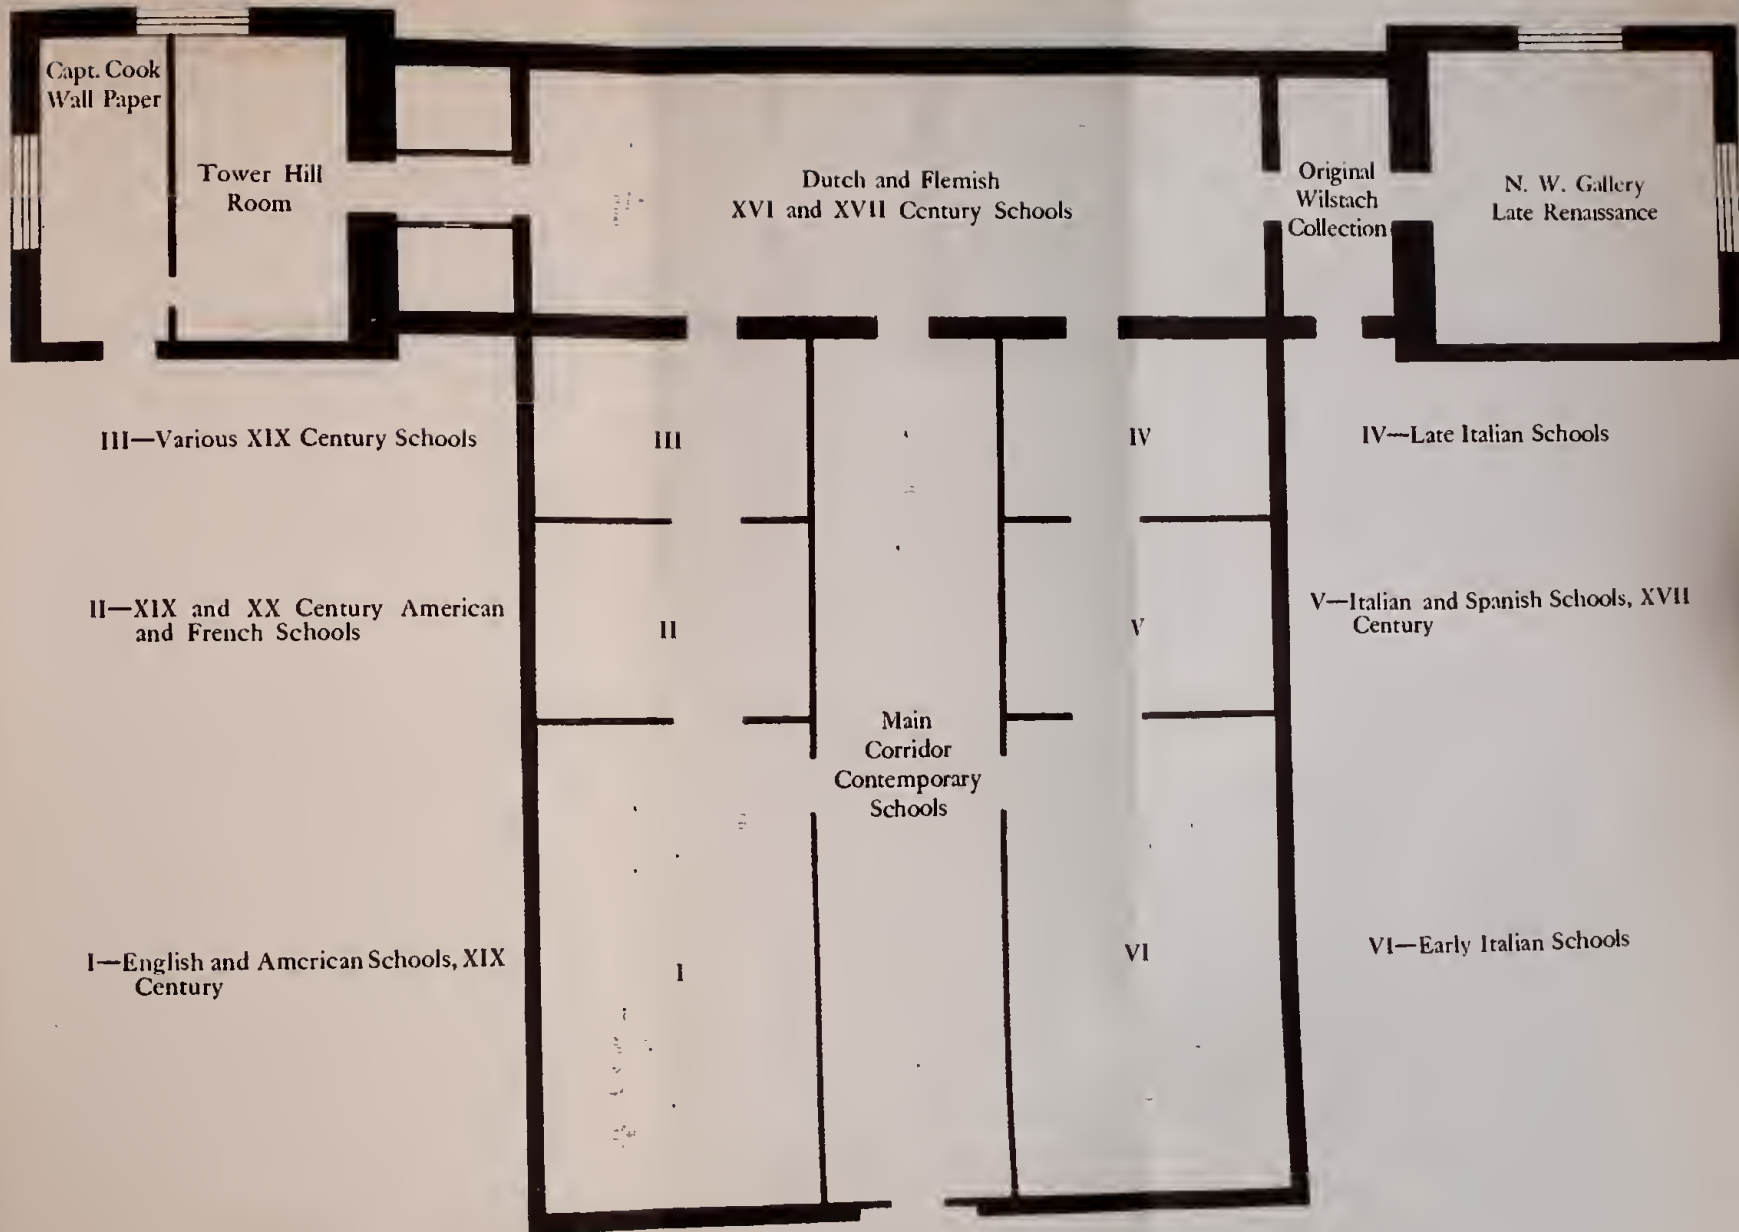 Capt. Cook
Wall Paper
Tower Hill
Room
Dutch and Flemish
XVI and XVII Century Schools
Original
Wilstach
Collection
N. W. Gallery
Late Renaissance
III—Various XIX Century Schools
III
IV
IV—Late Italian Schools
II—XIX and XX Century American
and French Schools
II
V
V—Italian and Spanish Schools, XVII
Century
Main
Corridor
Contemporary
Schools
I—English and American Schools, XIX
Century
I
VI
VI—Early Italian Schools